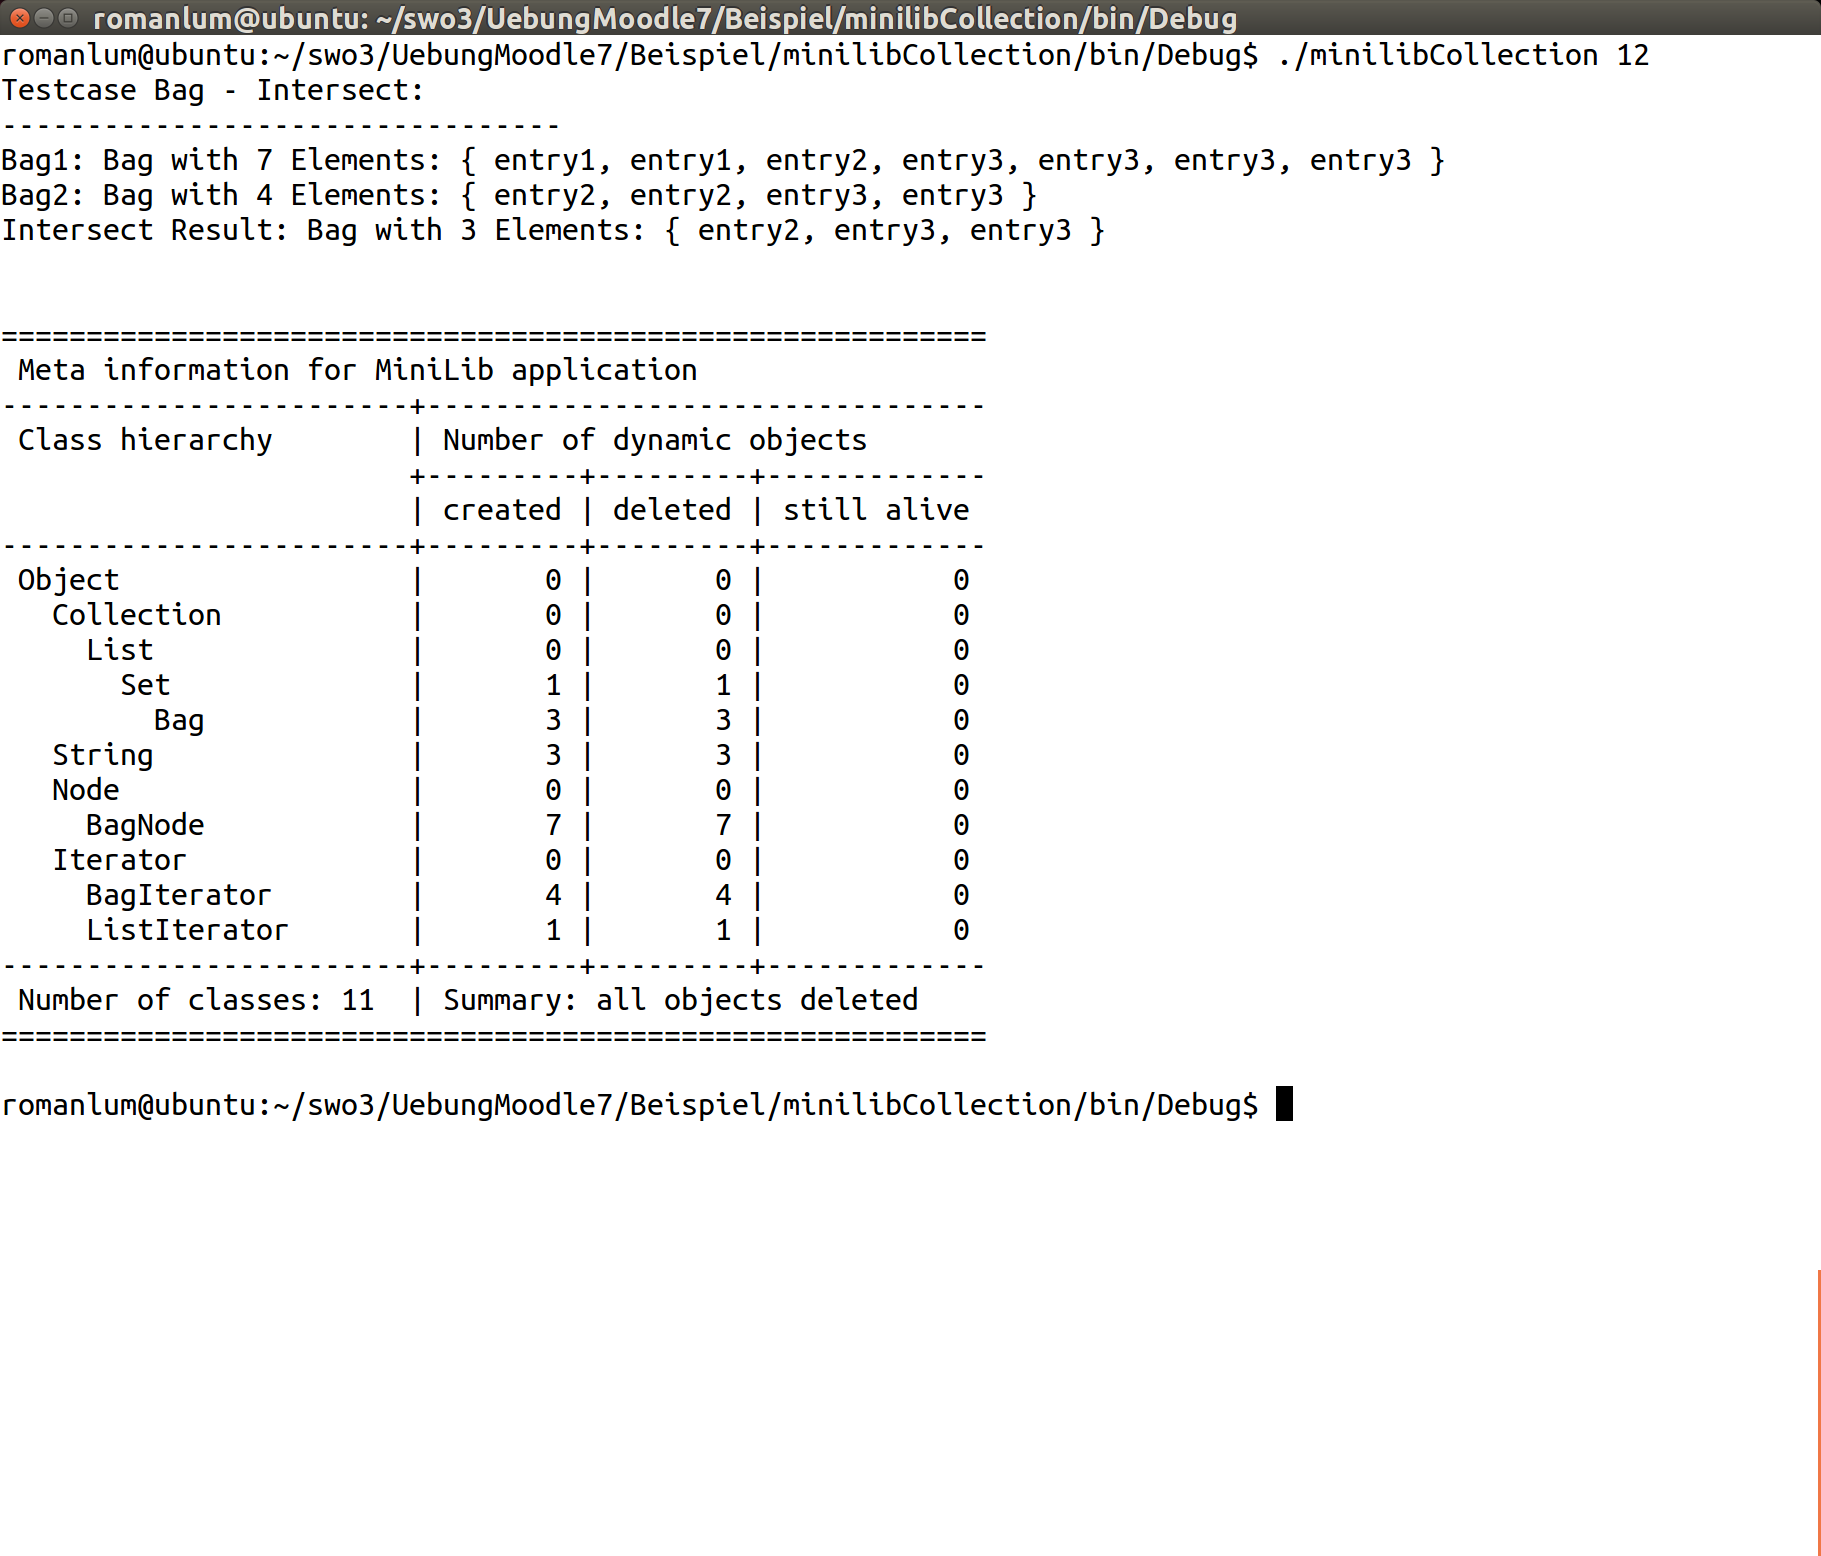 romanlum@ubuntu: ~/swo3/UebungMoodle7/Beispiel/minilibCollection/bin/Debug
romanlum@ubuntu:~/swo3/UebungMoodle7/Beispiel/minilibCollection/bin/Debug$ ./minilibCollection 12
Testcase Bag - Intersect:
---------------------------------
Bag1: Bag with 7 Elements: { entry1, entry1, entry2, entry3, entry3, entry3, entry3 }
Bag2: Bag with 4 Elements: { entry2, entry2, entry3, entry3 }
Intersect Result: Bag with 3 Elements: { entry2, entry3, entry3 }
==========================================================
 Meta information for MiniLib application
------------------------+---------------------------------
 Class hierarchy        | Number of dynamic objects
                        +---------+---------+-------------
                        | created | deleted | still alive
------------------------+---------+---------+-------------
 Object                 |       0 |       0 |           0
   Collection           |       0 |       0 |           0
     List               |       0 |       0 |           0
       Set              |       1 |       1 |           0
         Bag            |       3 |       3 |           0
   String               |       3 |       3 |           0
   Node                 |       0 |       0 |           0
     BagNode            |       7 |       7 |           0
   Iterator             |       0 |       0 |           0
     BagIterator        |       4 |       4 |           0
     ListIterator       |       1 |       1 |           0
------------------------+---------+---------+-------------
 Number of classes: 11  | Summary: all objects deleted
==========================================================
romanlum@ubuntu:~/swo3/UebungMoodle7/Beispiel/minilibCollection/bin/Debug$